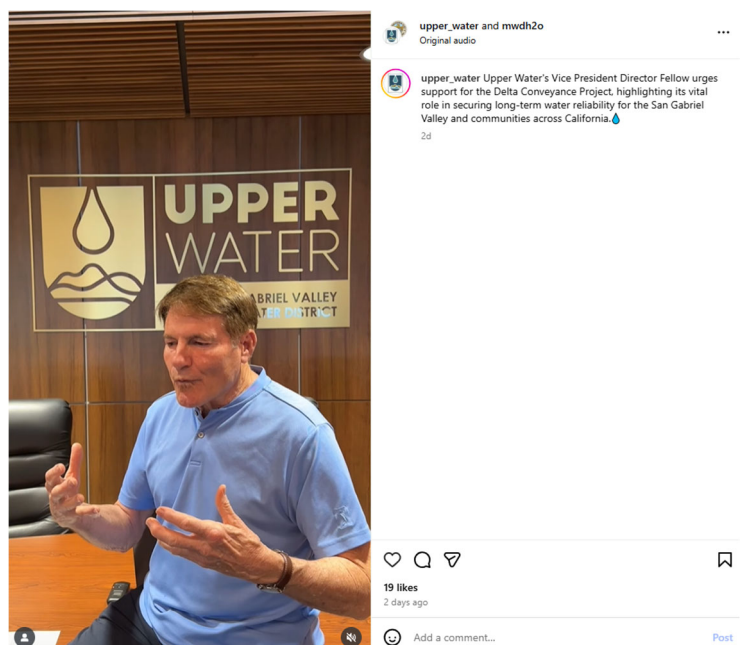 UPPER
WATER
ABRIEL VALLEY
TER DISTRICT
upper_water and mwdh2o
Original audio
upper_water Upper Water's Vice President Director Fellow urges
support for the Delta Conveyance Project, highlighting its vital
role in securing long-term water reliability for the San Gabriel
Valley and communities across California.💧
2d
19 likes
2 days ago
Add a comment...
Post